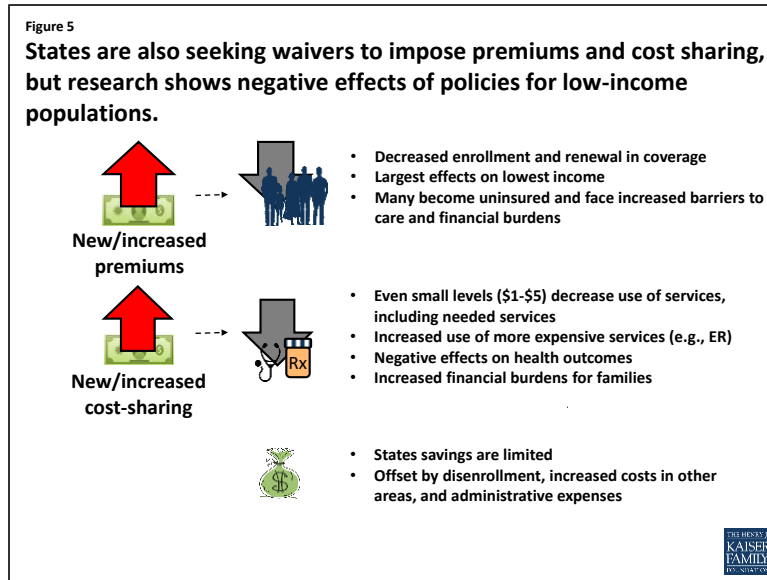 Figure 5
States are also seeking waivers to impose premiums and cost sharing,
but research shows negative effects of policies for low-income
populations.
• Decreased enrollment and renewal in coverage
• Largest effects on lowest income
• Many become uninsured and face increased barriers to
care and financial burdens
New/increased
premiums
• Even small levels ($1-$5) decrease use of services,
including needed services
• Increased use of more expensive services (e.g., ER)
• Negative effects on health outcomes
• Increased financial burdens for families
Rx
New/increased
cost-sharing
$
• States savings are limited
• Offset by disenrollment, increased costs in other
areas, and administrative expenses
THE HENRY J
KAISER
FAMILY
FOUNDATION